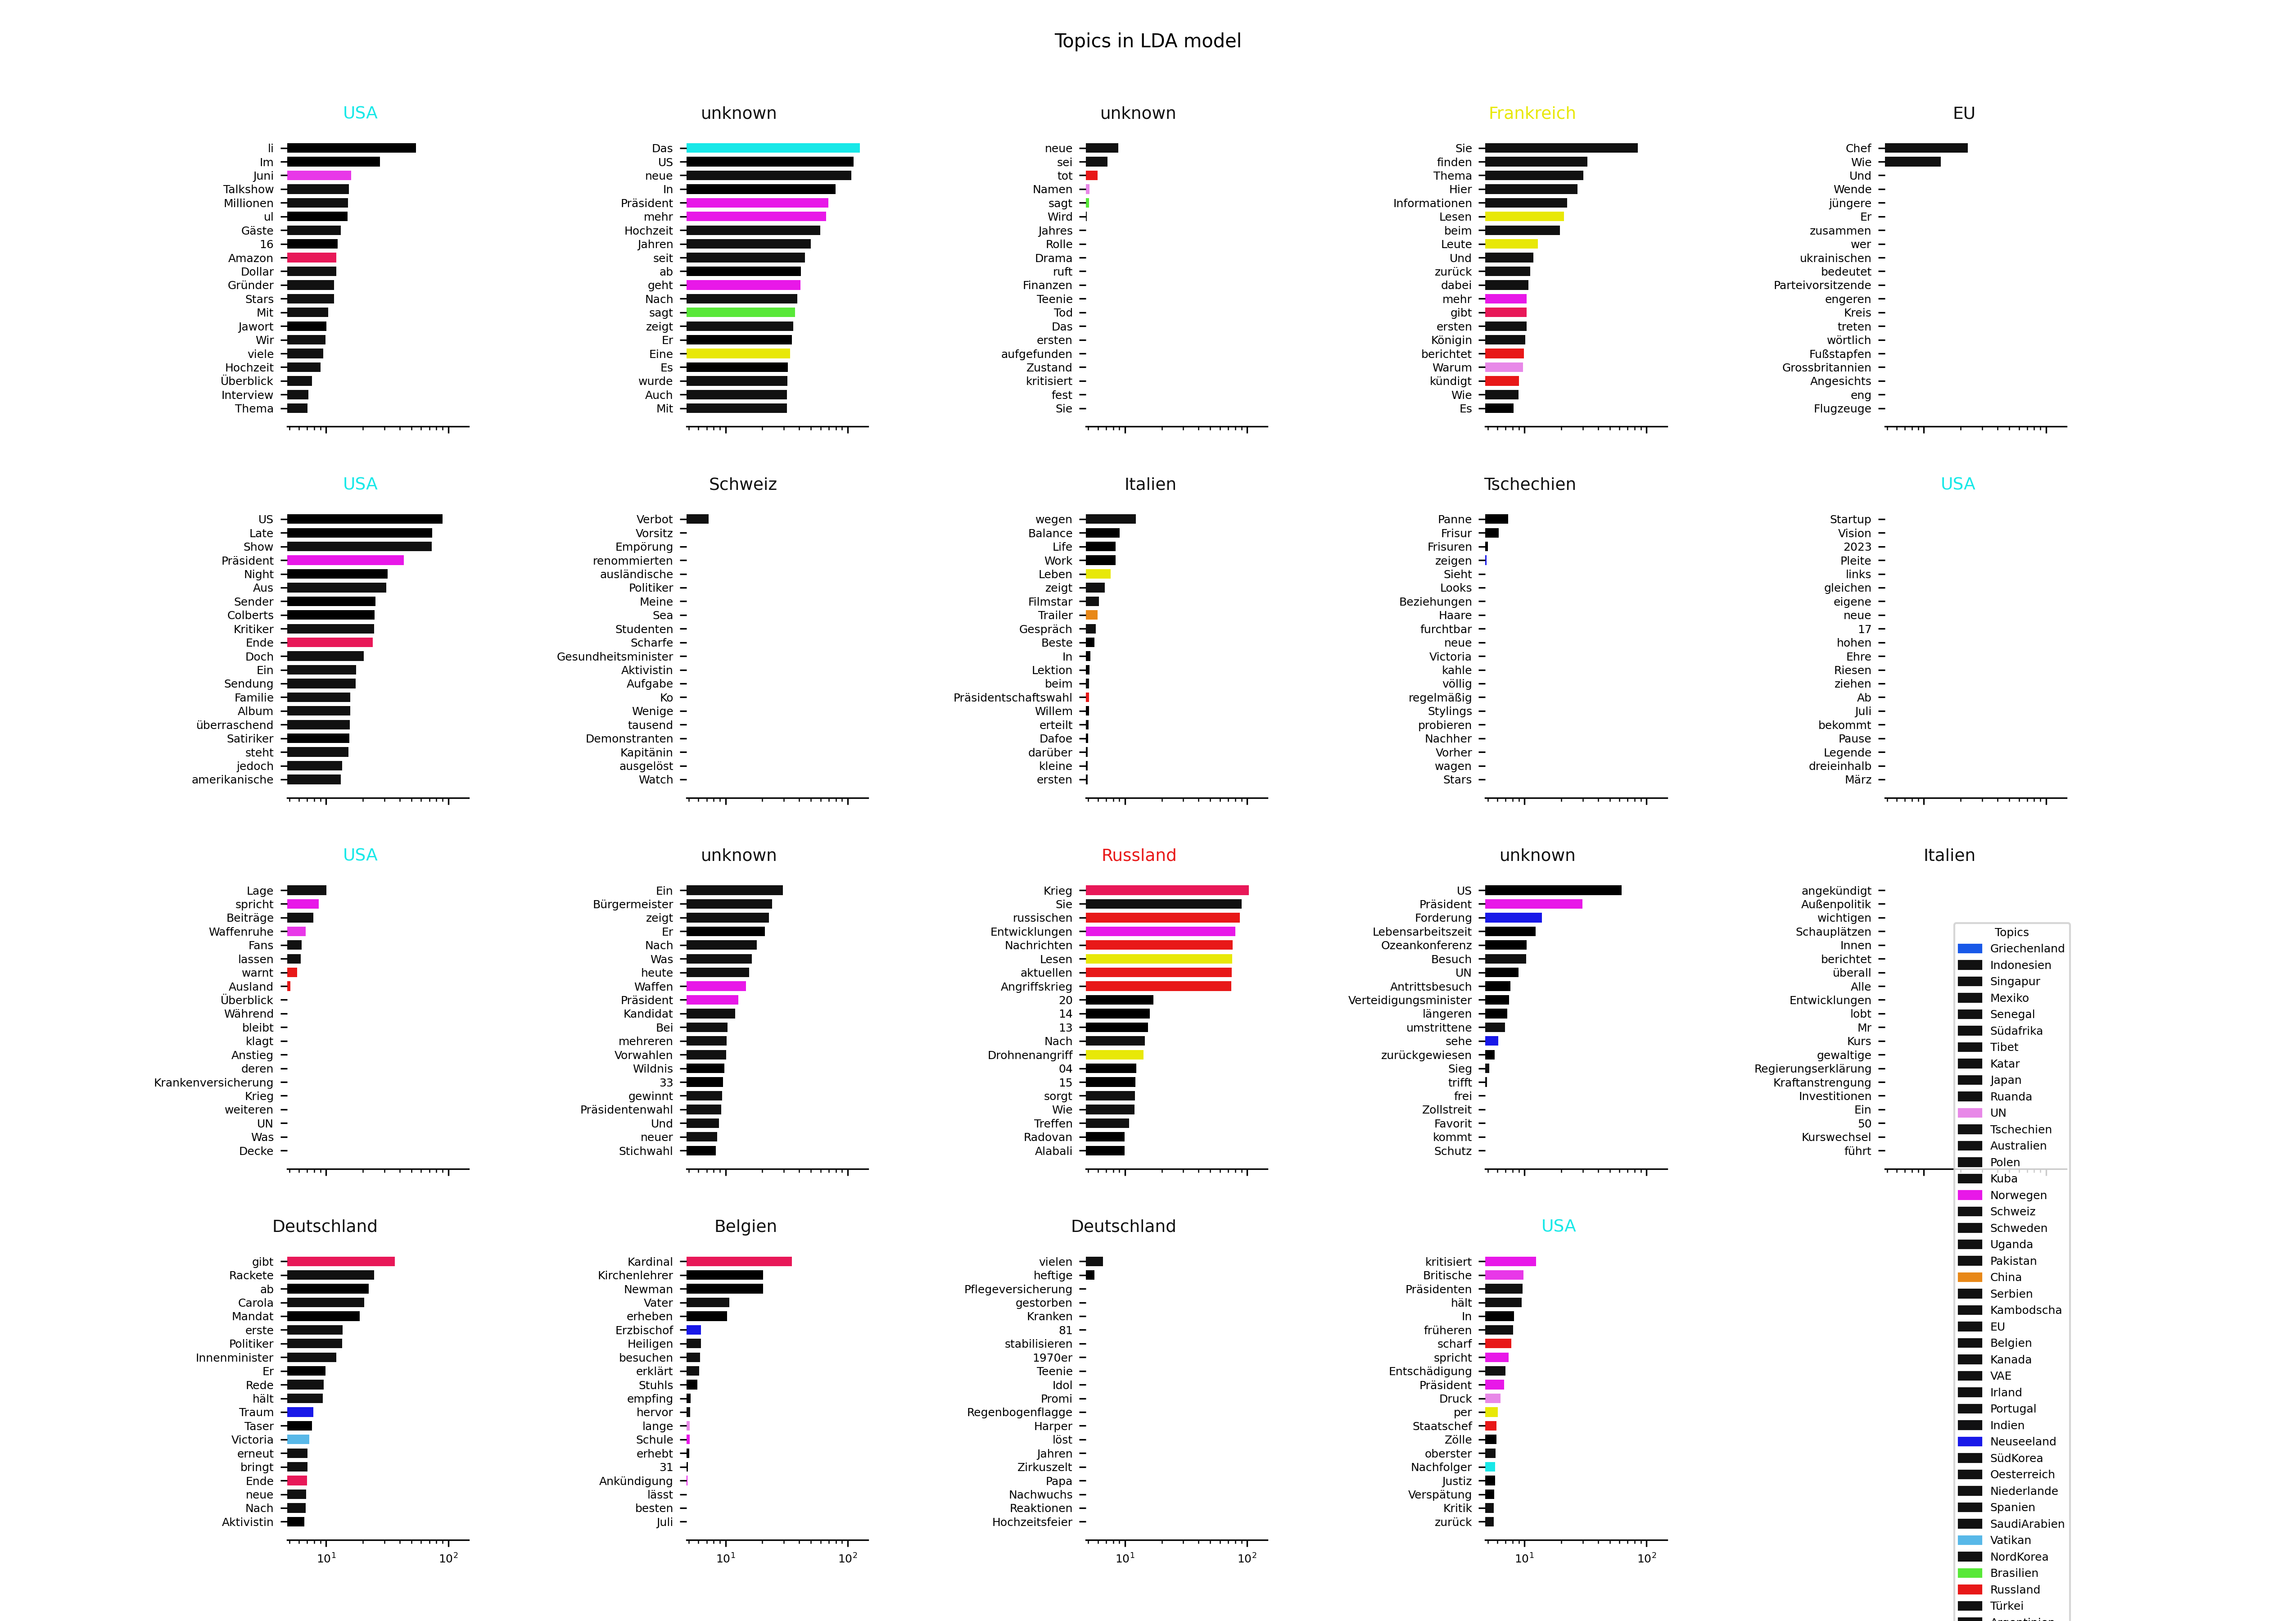 Topics in LDA model
USA
li
Im
Juni
Talkshow
Millionen
ul
Gäste
16
Amazon
Dollar
Gründer
Stars
Mit
Jawort
Wir
viele
Hochzeit
Überblick
Interview
Thema
unknown
Das
US
neue
In
Präsident
mehr
Hochzeit
Jahren
seit
ab
geht
Nach
sagt
zeigt
Er
Eine
Es
wurde
Auch
Mit
unknown
neue
sei
tot
Namen
sagt
Wird
Jahres
Rolle
Drama
ruft
Finanzen
Teenie
Tod
Das
ersten
aufgefunden
Zustand
kritisiert
fest
Sie
Frankreich
Sie
finden
Thema
Hier
Informationen
Lesen
beim
Leute
Und
zurück
dabei
mehr
gibt
ersten
Königin
berichtet
Warum
kündigt
Wie
Es
EU
Chef
Wie
Und
Wende
jüngere
Er
zusammen
wer
ukrainischen
bedeutet
Parteivorsitzende
engeren
Kreis
treten
wörtlich
Fußstapfen
Grossbritannien
Angesichts
eng
Flugzeuge
USA
US
Late
Show
Präsident
Night
Aus
Sender
Colberts
Kritiker
Ende
Doch
Ein
Sendung
Familie
Album
überraschend
Satiriker
steht
jedoch
amerikanische
Schweiz
Verbot
Vorsitz
Empörung
renommierten
ausländische
Politiker
Meine
Sea
Studenten
Scharfe
Gesundheitsminister
Aktivistin
Aufgabe
Ko
Wenige
tausend
Demonstranten
Kapitänin
ausgelöst
Watch
Italien
wegen
Balance
Life
Work
Leben
zeigt
Filmstar
Trailer
Gespräch
Beste
In
Lektion
beim
Präsidentschaftswahl
Willem
erteilt
Dafoe
darüber
kleine
ersten
Tschechien
Panne
Frisur
Frisuren
zeigen
Sieht
Looks
Beziehungen
Haare
furchtbar
neue
Victoria
kahle
völlig
regelmäßig
Stylings
probieren
Nachher
Vorher
wagen
Stars
USA
Startup
Vision
2023
Pleite
links
gleichen
eigene
neue
17
hohen
Ehre
Riesen
ziehen
Ab
Juli
bekommt
Pause
Legende
dreieinhalb
März
USA
Lage
spricht
Beiträge
Waffenruhe
Fans
lassen
warnt
Ausland
Überblick
Während
bleibt
klagt
Anstieg
deren
Krankenversicherung
Krieg
weiteren
UN
Was
Decke
unknown
Ein
Bürgermeister
zeigt
Er
Nach
Was
heute
Waffen
Präsident
Kandidat
Bei
mehreren
Vorwahlen
Wildnis
33
gewinnt
Präsidentenwahl
Und
neuer
Stichwahl
Russland
Krieg
Sie
russischen
Entwicklungen
Nachrichten
Lesen
aktuellen
Angriffskrieg
20
14
13
Nach
Drohnenangriff
04
15
sorgt
Wie
Treffen
Radovan
Alabali
unknown
US
Präsident
Forderung
Lebensarbeitszeit
Ozeankonferenz
Besuch
UN
Antrittsbesuch
Verteidigungsminister
längeren
umstrittene
sehe
zurückgewiesen
Sieg
trifft
frei
Zollstreit
Favorit
kommt
Schutz
Italien
angekündigt
Außenpolitik
wichtigen
Schauplätzen
Innen
berichtet
überall
Alle
Entwicklungen
lobt
Mr
Kurs
gewaltige
Regierungserklärung
Kraftanstrengung
Investitionen
Ein
50
Kurswechsel
führt
Deutschland
gibt
Rackete
ab
Carola
Mandat
erste
Politiker
Innenminister
Er
Rede
hält
Traum
Taser
Victoria
erneut
bringt
Ende
neue
Nach
Aktivistin
10¹ 10²
Belgien
Kardinal
Kirchenlehrer
Newman
Vater
erheben
Erzbischof
Heiligen
besuchen
erklärt
Stuhls
empfing
hervor
lange
Schule
erhebt
31
Ankündigung
lässt
besten
Juli
10¹ 10²
Deutschland
vielen
heftige
Pflegeversicherung
gestorben
Kranken
81
stabilisieren
1970er
Teenie
Idol
Promi
Regenbogenflagge
Harper
löst
Jahren
Zirkuszelt
Papa
Nachwuchs
Reaktionen
Hochzeitsfeier
10¹ 10²
USA
kritisiert
Britische
Präsidenten
hält
In
früheren
scharf
spricht
Entschädigung
Präsident
Druck
per
Staatschef
Zölle
oberster
Nachfolger
Justiz
Verspätung
Kritik
zurück
10¹ 10²
Topics
Griechenland
Indonesien
Singapur
Mexiko
Senegal
Südafrika
Tibet
Katar
Japan
Ruanda
UN
Tschechien
Australien
Polen
Kuba
Norwegen
Schweiz
Schweden
Uganda
Pakistan
China
Serbien
Kambodscha
EU
Belgien
Kanada
VAE
Irland
Portugal
Indien
Neuseeland
SüdKorea
Oesterreich
Niederlande
Spanien
SaudiArabien
Vatikan
NordKorea
Brasilien
Russland
Türkei